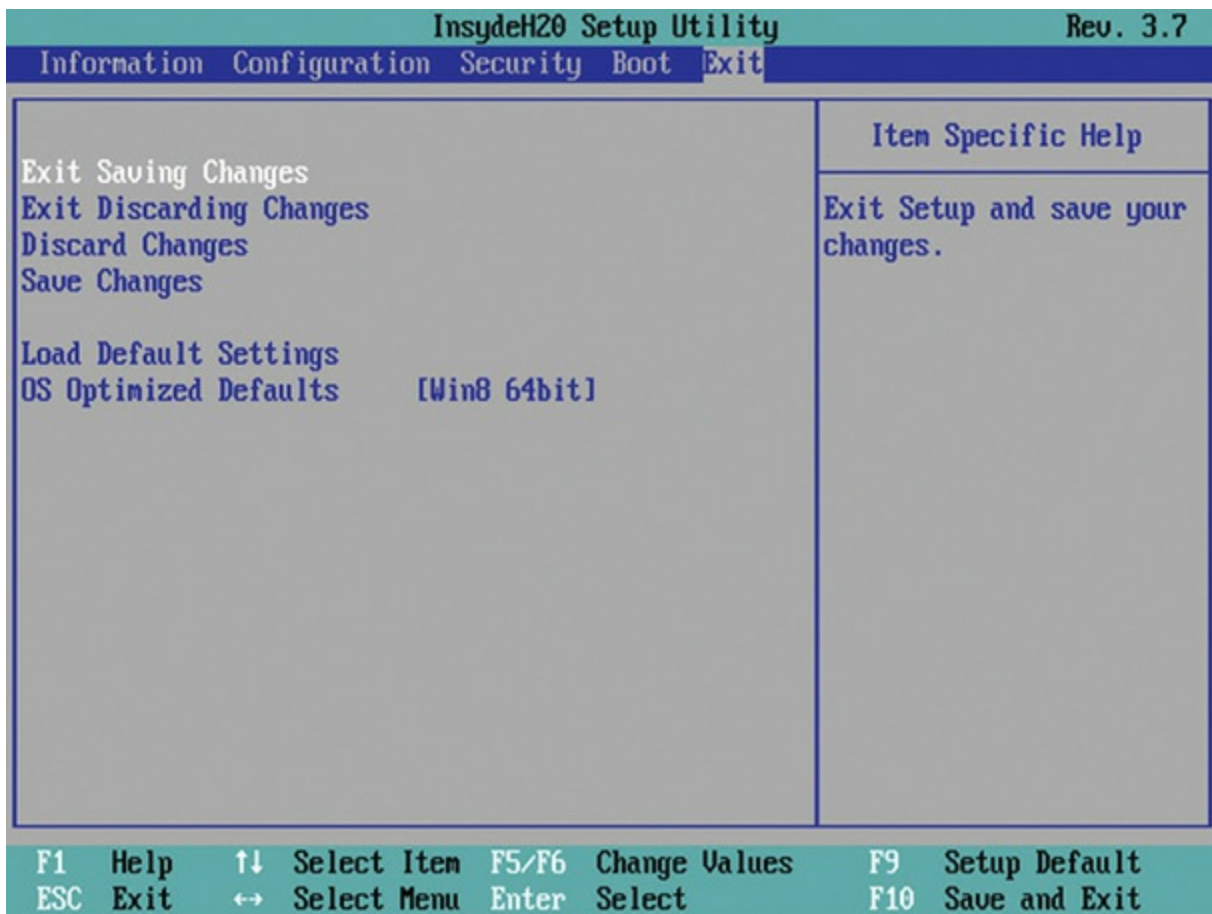 InsydeH20 Setup Utility Rev. 3.7
Information Configuration Security Boot Exit
Exit Saving Changes
Exit Discarding Changes
Discard Changes
Save Changes
Load Default Settings
OS Optimized Defaults [Win8 64bit]
Item Specific Help
Exit Setup and save your
changes.
F1 Help ↑↓ Select Item F5/F6 Change Values F9 Setup Default
ESC Exit ↔ Select Menu Enter Select F10 Save and Exit